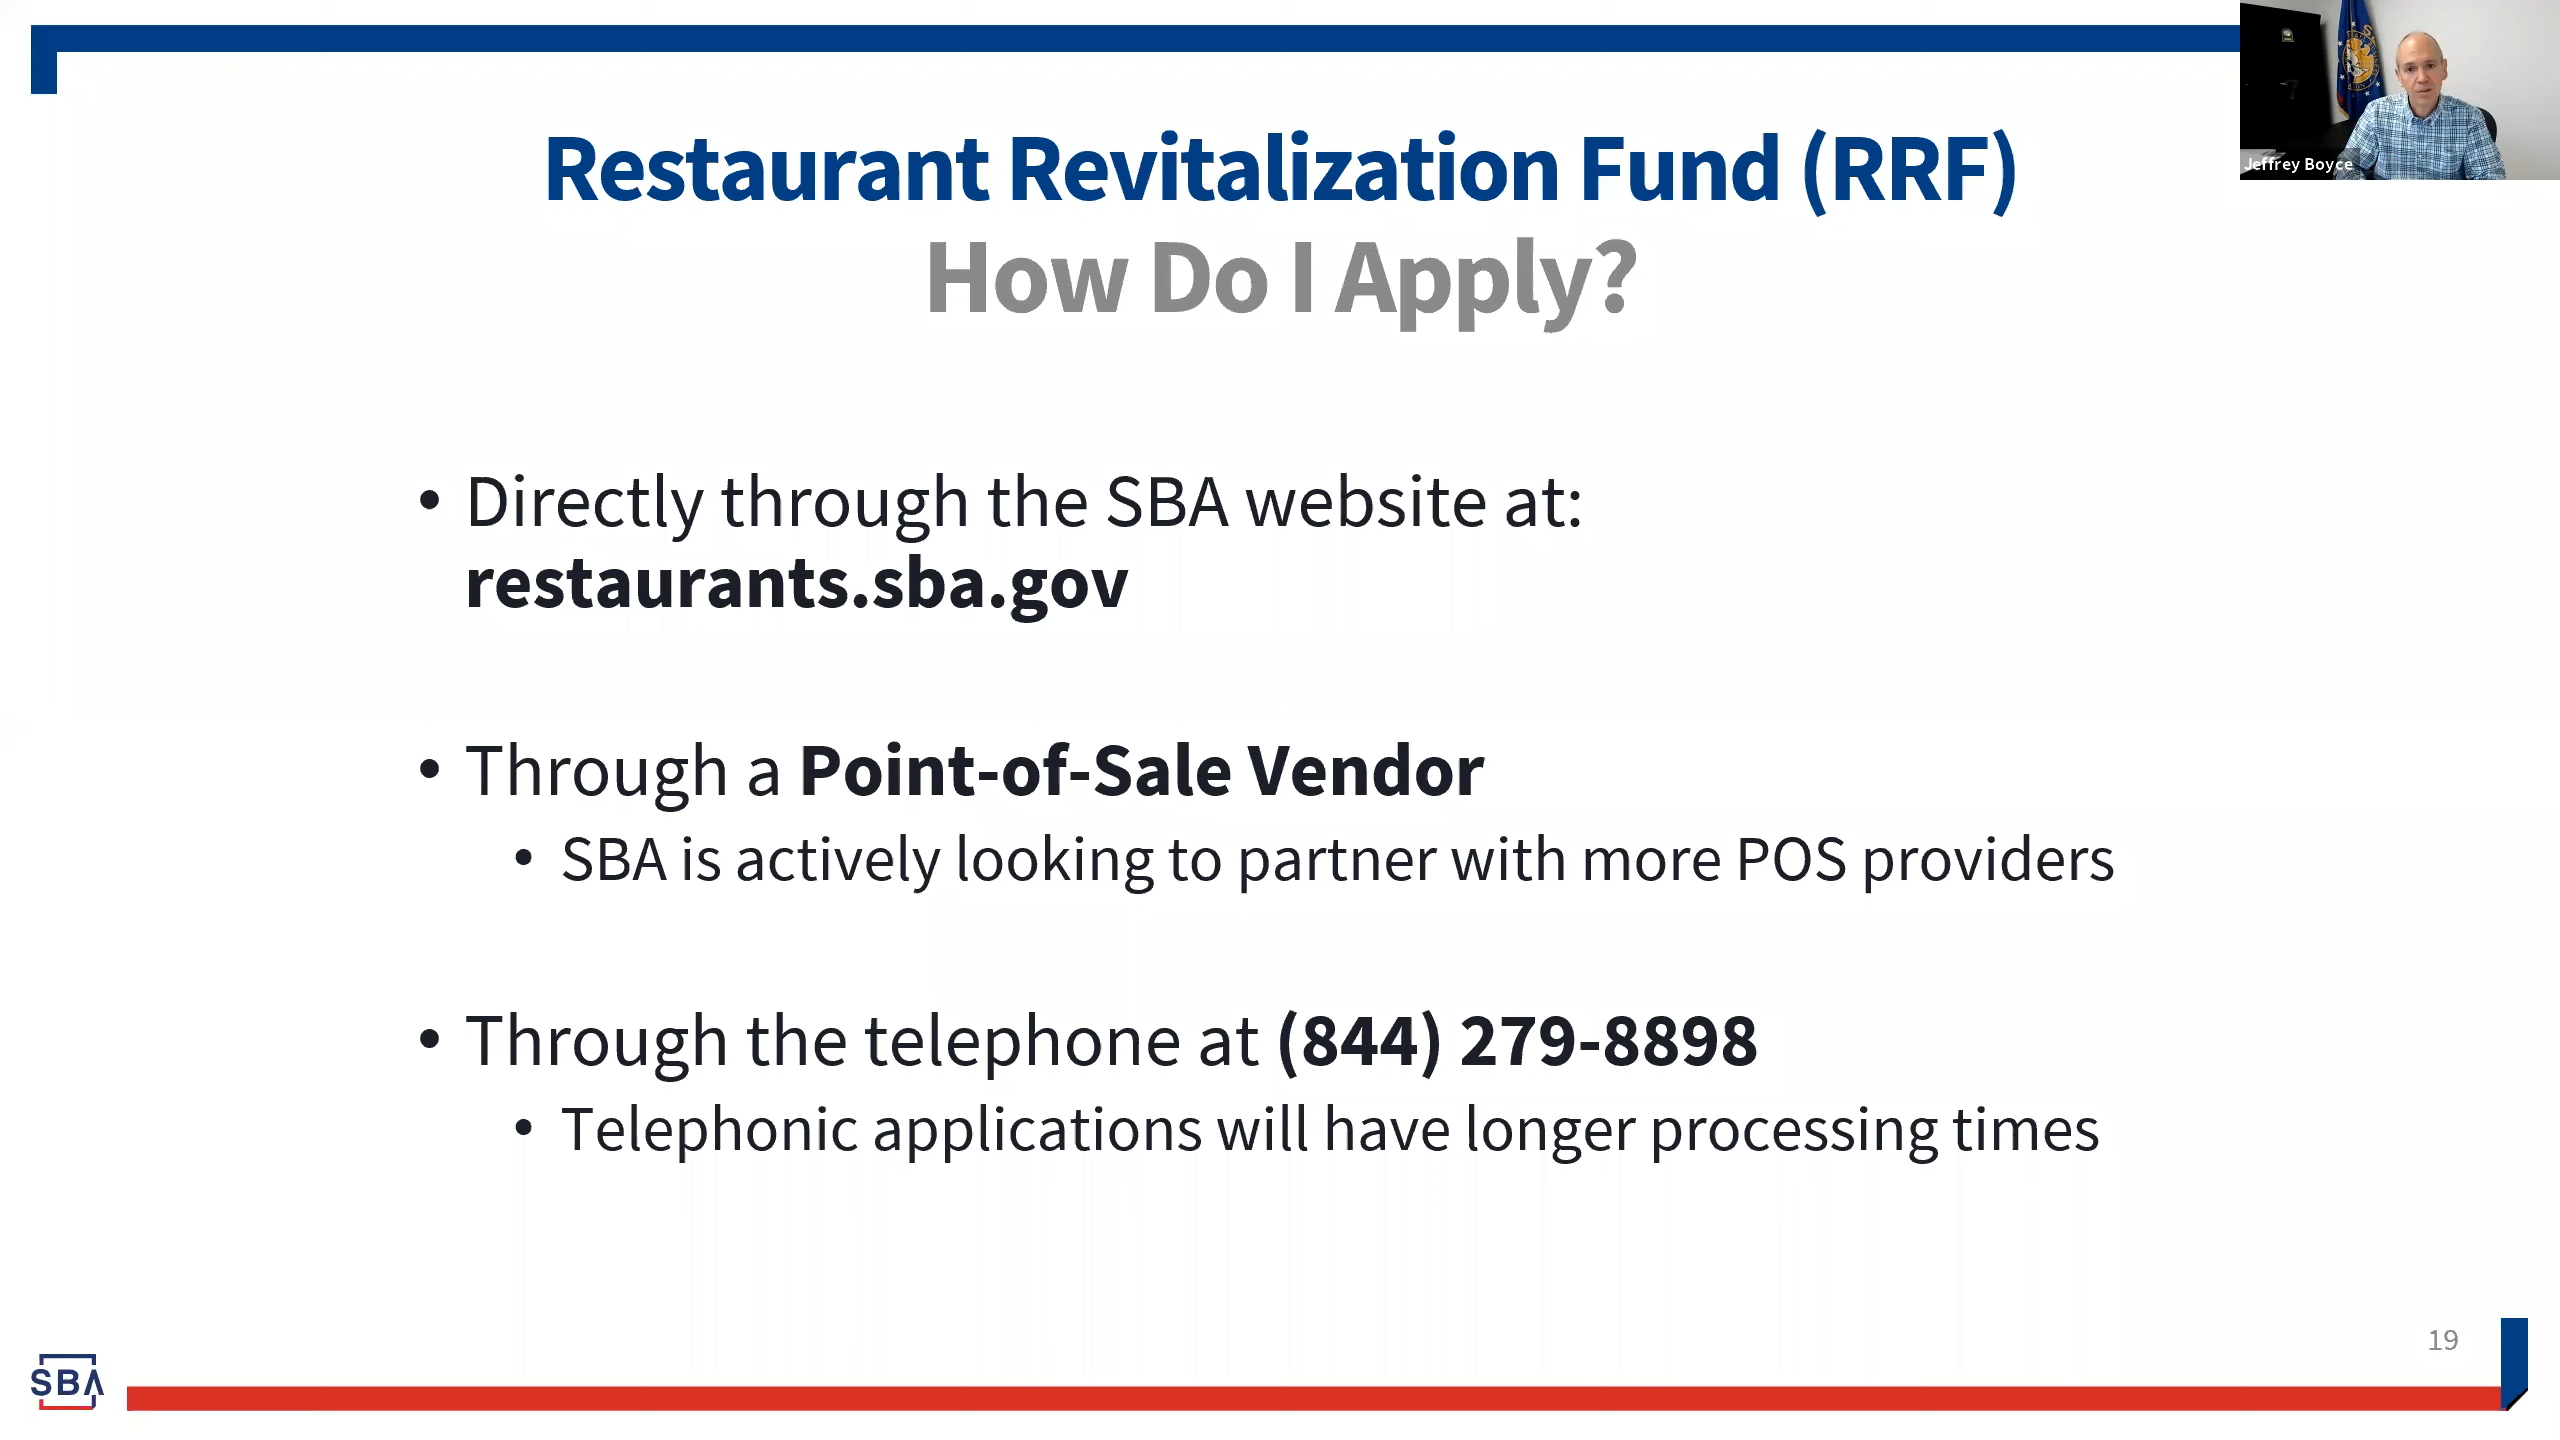 Jeffrey Boyce
Restaurant Revitalization Fund (RRF)
How Do I Apply?
• Directly through the SBA website at:
restaurants.sba.gov
• Through a Point-of-Sale Vendor
• SBA is actively looking to partner with more POS providers
• Through the telephone at (844) 279-8898
• Telephonic applications will have longer processing times
19
SBA